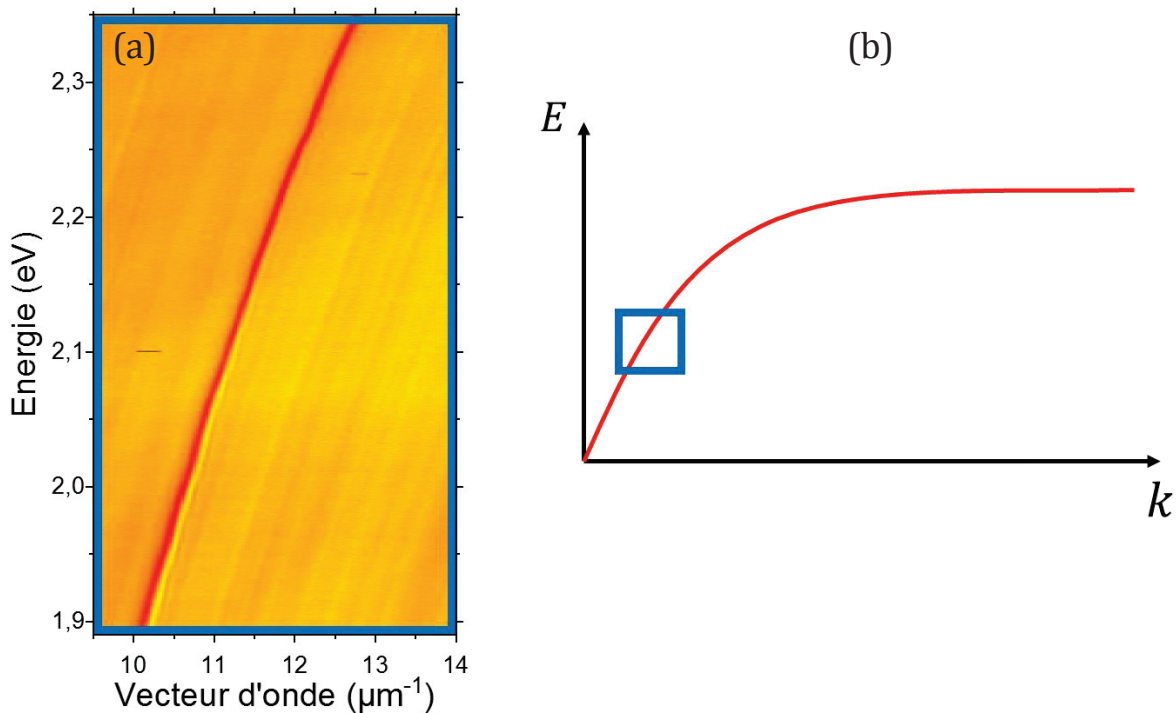 (a)
(b)
2,3
2,2
2,1
2,0
1,9
Energie (eV)
10 11 12 13 14
Vecteur d'onde (µm⁻¹)
E
k